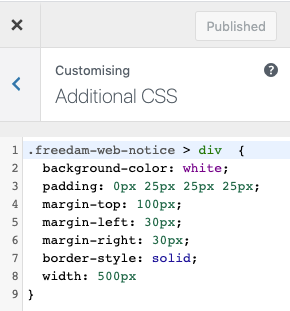 Published
Customising
Additional CSS
1 .freedam-web-notice > div  {
2   background-color: white;
3   padding: 0px 25px 25px 25px;
4   margin-top: 100px;
5   margin-left: 30px;
6   margin-right: 30px;
7   border-style: solid;
8   width: 500px
9 }